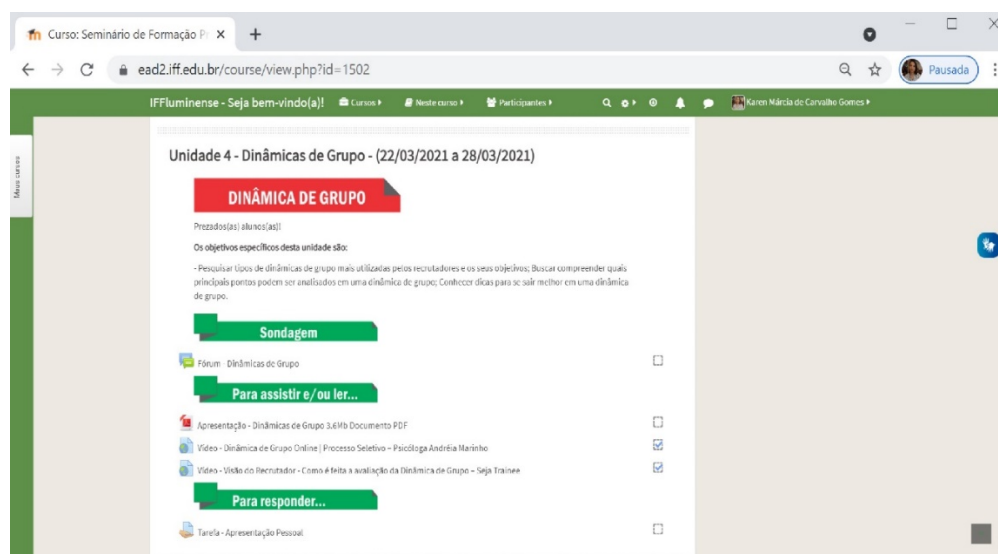 Curso: Seminário de Formação P
ead2.iff.edu.br/course/view.php?id=1502
Pausada
IFFluminense - Seja bem-vindo(a)! Cursos Neste curso Participantes Karen Márcia de Carvalho Gomes
Meus cursos
Unidade 4 - Dinâmicas de Grupo - (22/03/2021 a 28/03/2021)
DINÂMICA DE GRUPO
Prezados(as) alunos(as)!
Os objetivos específicos desta unidade são:
- Pesquisar tipos de dinâmicas de grupo mais utilizadas pelos recrutadores e os seus objetivos; Buscar compreender quais
principais pontos podem ser analisados em uma dinâmica de grupo; Conhecer dicas para se sair melhor em uma dinâmica
de grupo.
Sondagem
Fórum - Dinâmicas de Grupo
Para assistir e/ou ler...
Apresentação - Dinâmicas de Grupo 3.6Mb Documento PDF
Vídeo - Dinâmica de Grupo Online | Processo Seletivo – Psicóloga Andréia Marinho
Vídeo - Visão do Recrutador - Como é feita a avaliação da Dinâmica de Grupo – Seja Trainee
Para responder...
Tarefa - Apresentação Pessoal